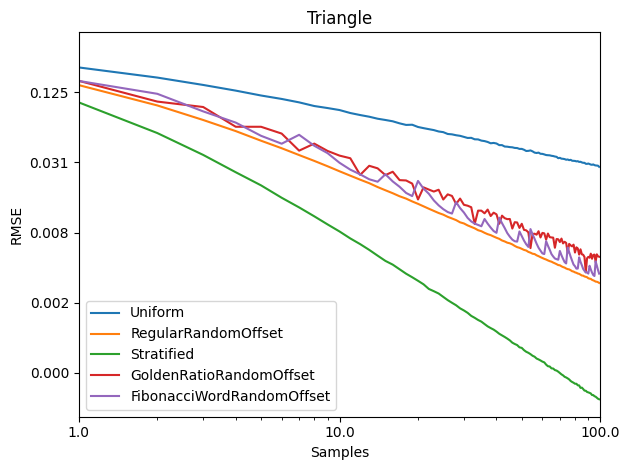 Triangle
0.125
0.031
0.008
0.002
0.000
RMSE
Uniform
RegularRandomOffset
Stratified
GoldenRatioRandomOffset
FibonacciWordRandomOffset
1.0 10.0 100.0
Samples